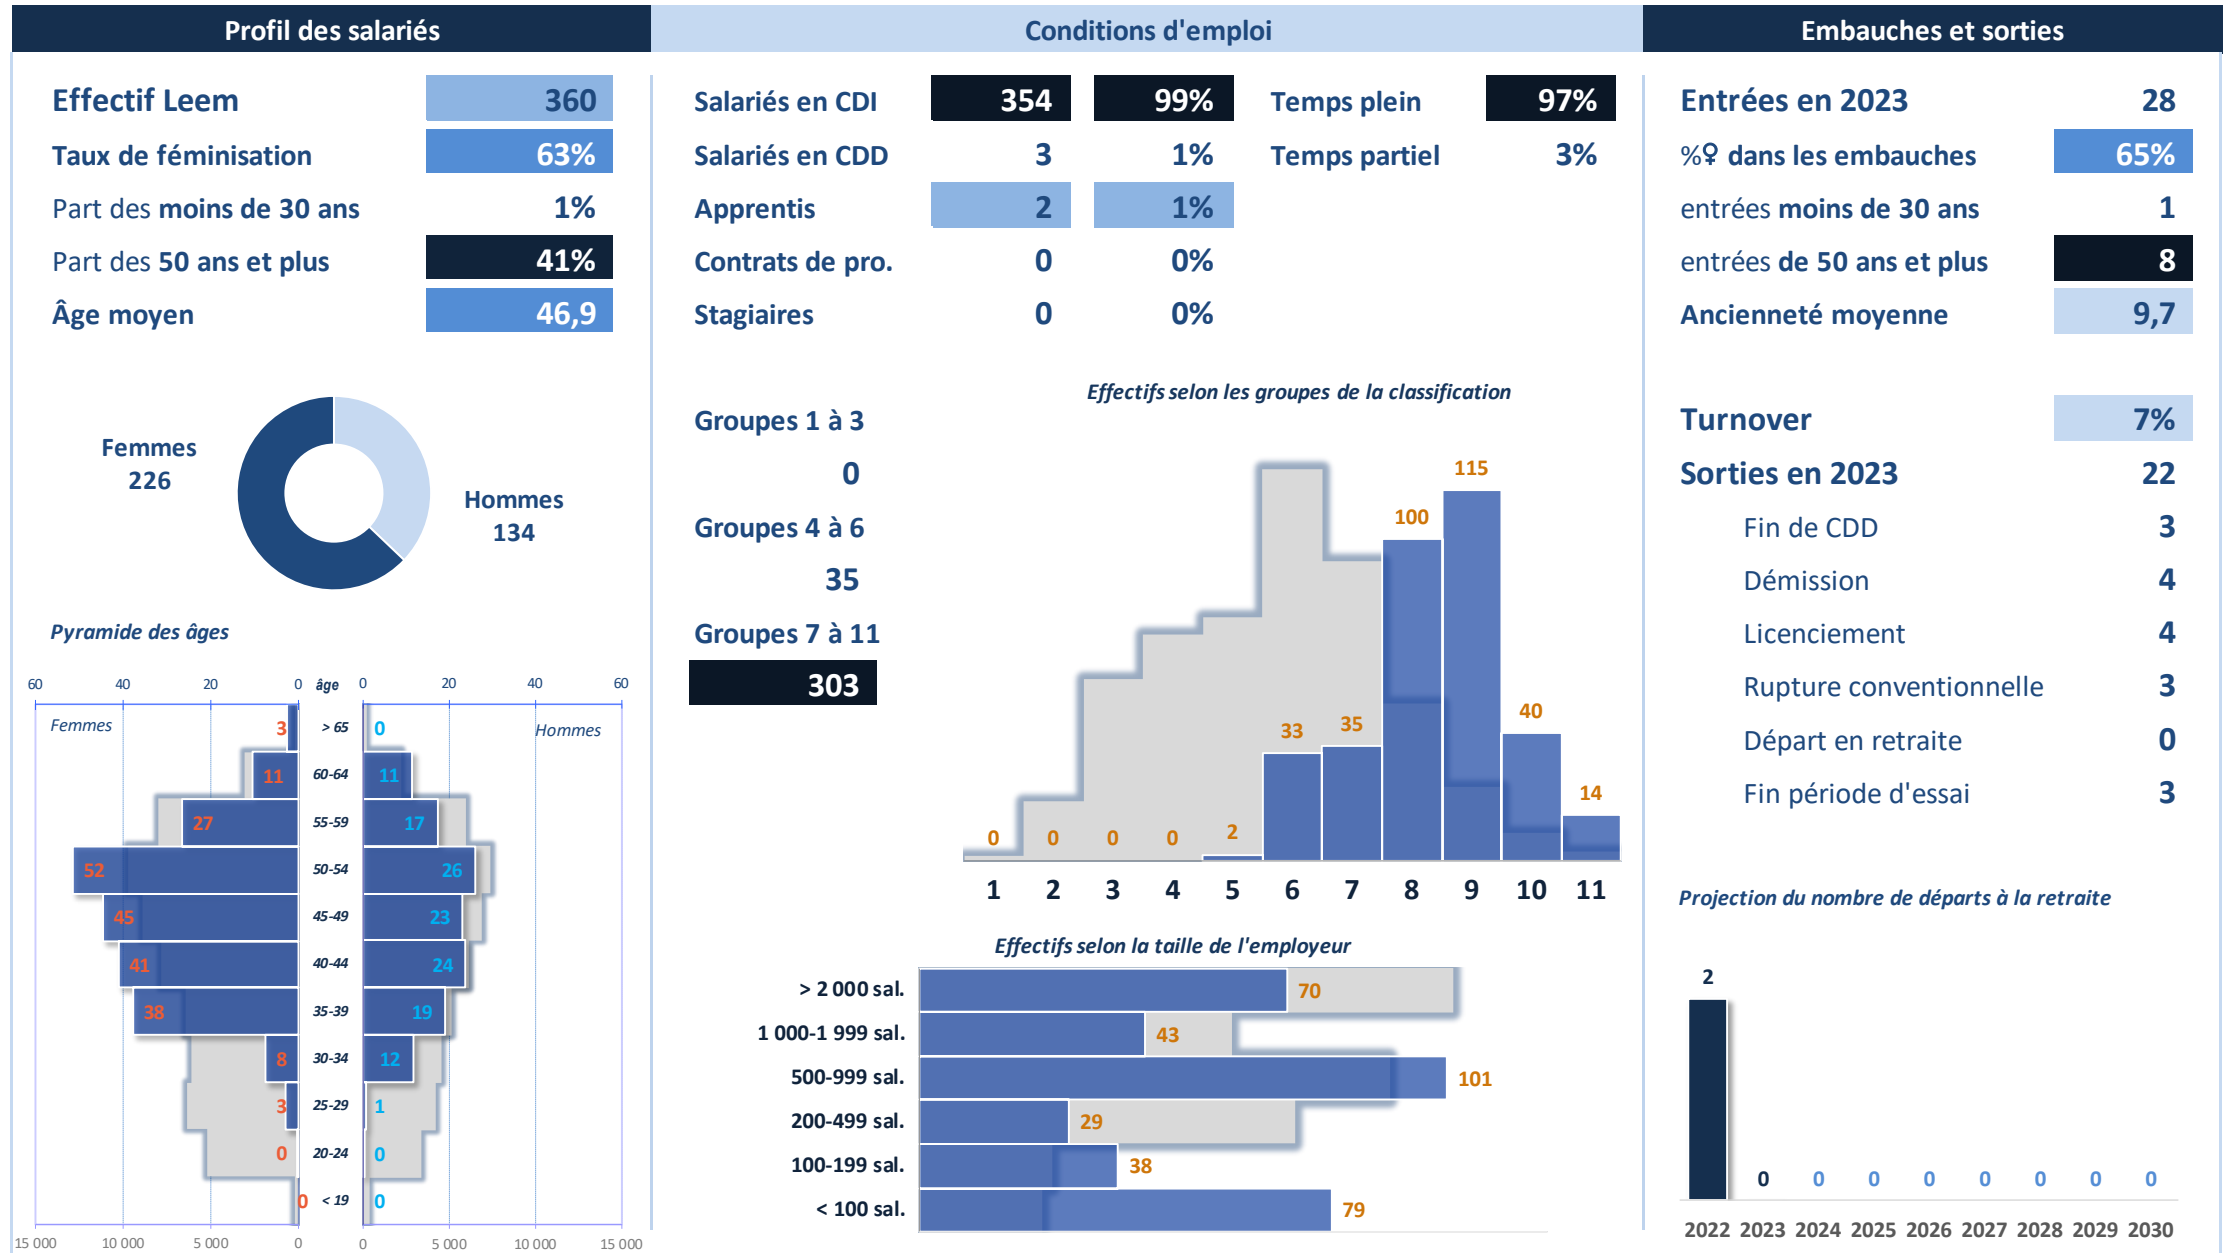 Profil des salariés
Effectif Leem 360
Taux de féminisation 63%
Part des moins de 30 ans 1%
Part des 50 ans et plus 41%
Âge moyen 46,9
Femmes
226
Hommes
134
Pyramide des âges
60 40 20 0 âge 0 20 40 60
Femmes Hommes
3 > 65 0
11 60-64 11
27 55-59 17
52 50-54 26
45 45-49 23
41 40-44 24
38 35-39 19
8 30-34 12
3 25-29 1
0 20-24 0
0 < 19 0
15 000 10 000 5 000 0 0 5 000 10 000 15 000
Conditions d'emploi
Salariés en CDI 354 99% Temps plein 97%
Salariés en CDD 3 1% Temps partiel 3%
Apprentis 2 1%
Contrats de pro. 0 0%
Stagiaires 0 0%
Groupes 1 à 3
0
Groupes 4 à 6
35
Groupes 7 à 11
303
Effectifs selon les groupes de la classification
0 0 0 0 2 33 35 100 115 40 14
1 2 3 4 5 6 7 8 9 10 11
Effectifs selon la taille de l'employeur
> 2 000 sal. 70
1 000-1 999 sal. 43
500-999 sal. 101
200-499 sal. 29
100-199 sal. 38
< 100 sal. 79
Embauches et sorties
Entrées en 2023 28
%♀ dans les embauches 65%
entrées moins de 30 ans 1
entrées de 50 ans et plus 8
Ancienneté moyenne 9,7
Turnover 7%
Sorties en 2023 22
Fin de CDD 3
Démission 4
Licenciement 4
Rupture conventionnelle 3
Départ en retraite 0
Fin période d'essai 3
Projection du nombre de départs à la retraite
2 0 0 0 0 0 0 0 0
2022 2023 2024 2025 2026 2027 2028 2029 2030